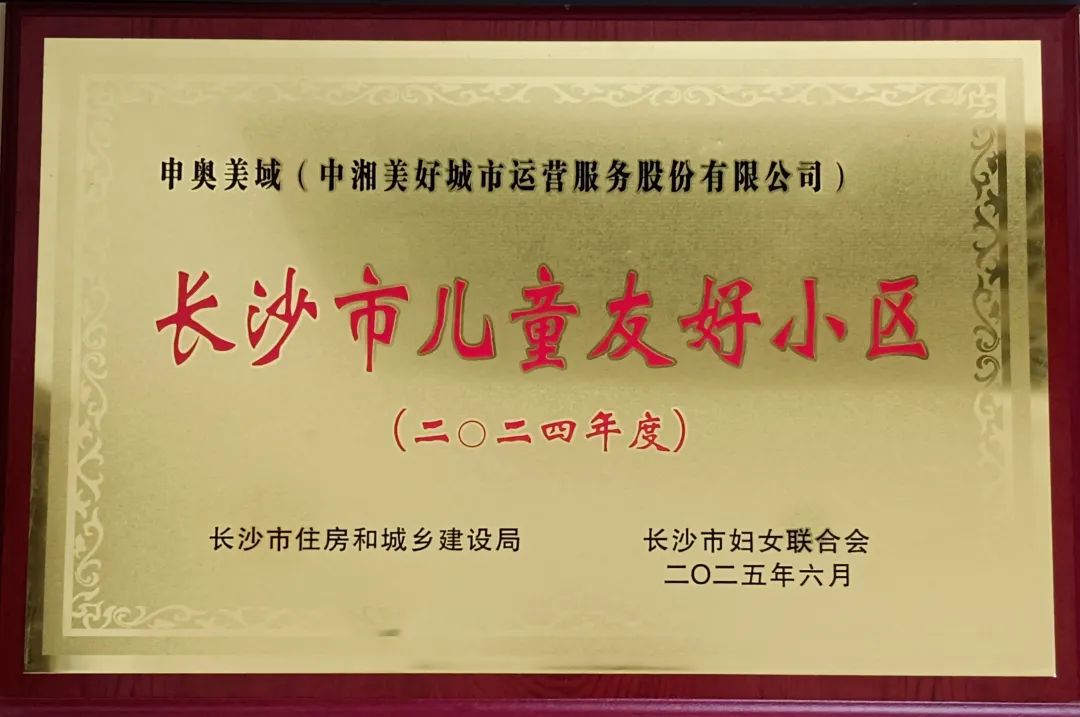 申奥美域（中湘美好城市运营服务股份有限公司）
长沙市儿童友好小区
（二〇二四年度）
长沙市住房和城乡建设局 长沙市妇女联合会
二〇二五年六月